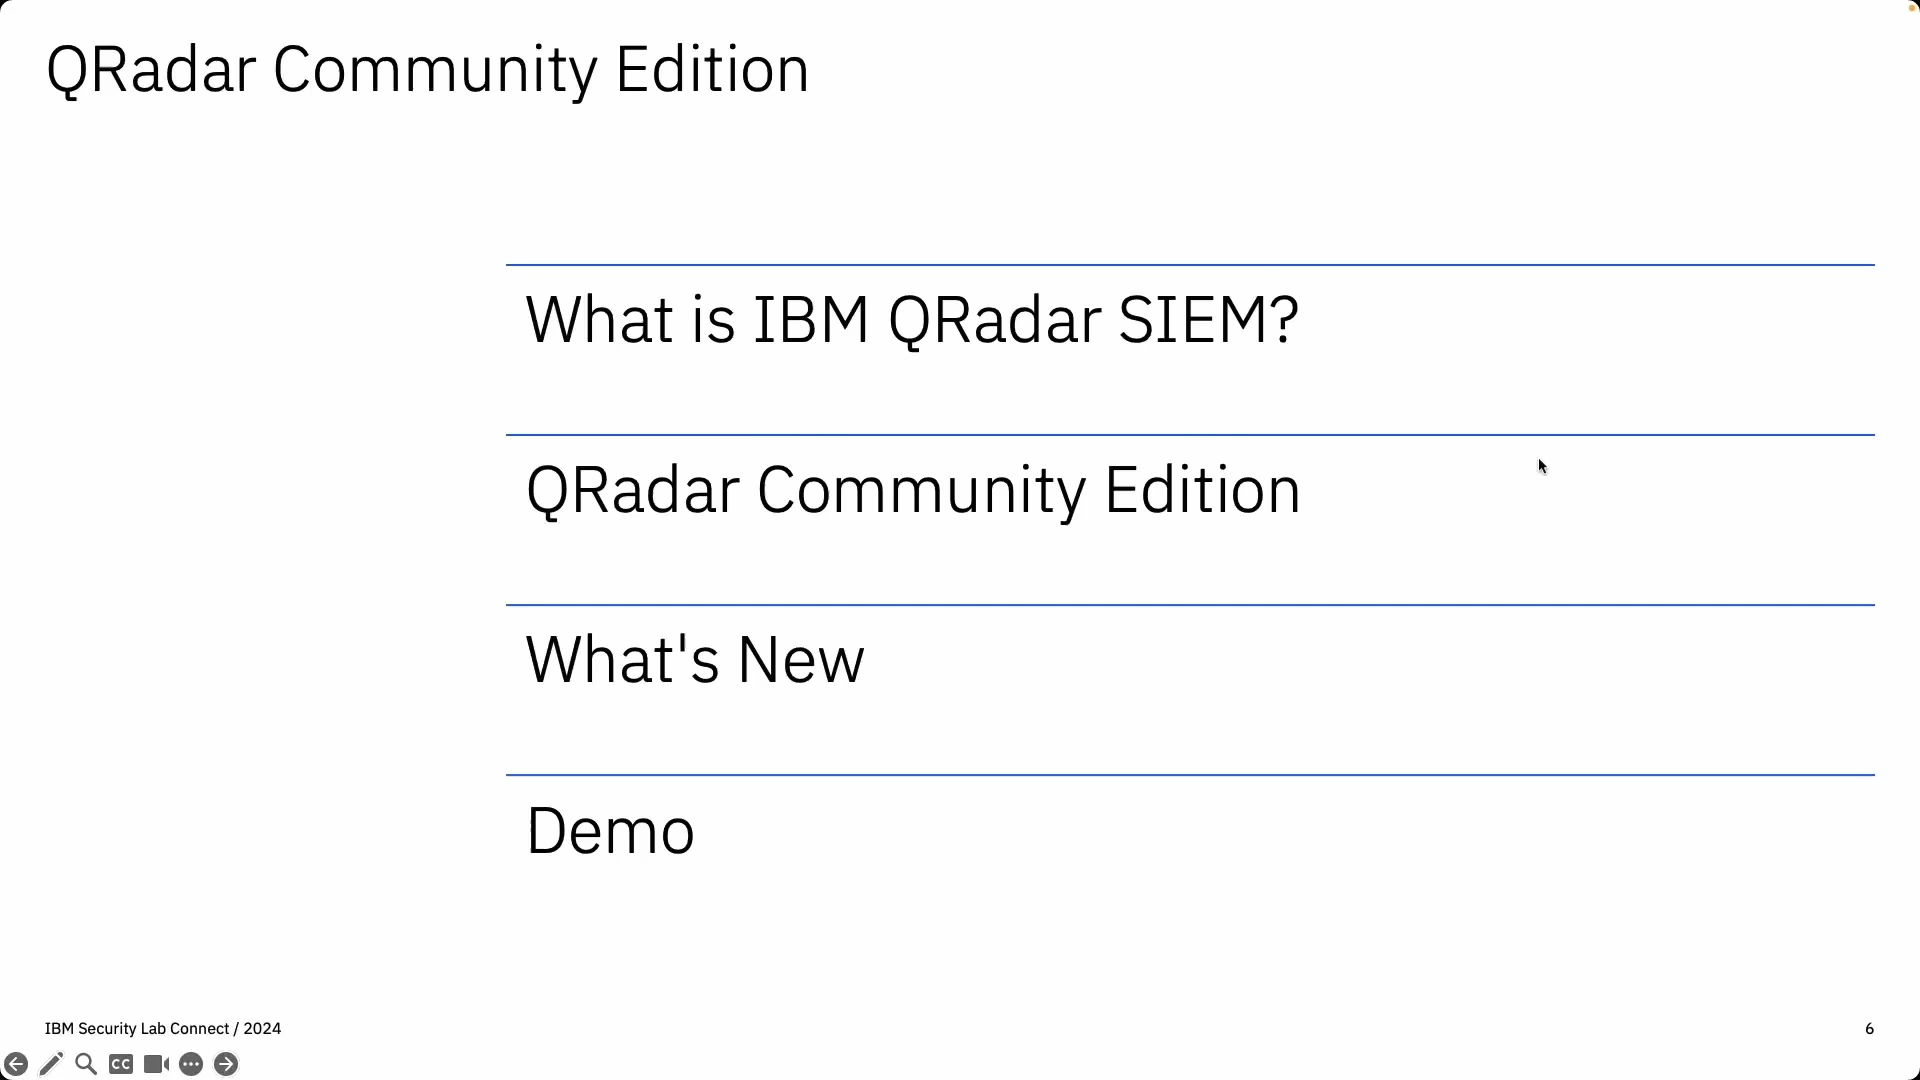 QRadar Community Edition
What is IBM QRadar SIEM?
QRadar Community Edition
What's New
Demo
IBM Security Lab Connect / 2024
6
CC